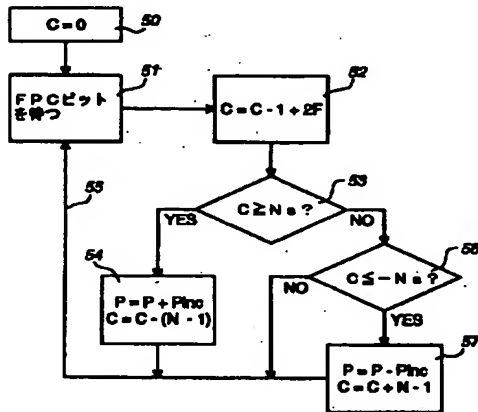 C=0
50
FPCビット
を待つ
51
C=C-1+2F
52
C≧Ns?
53
YES
NO
55
54
P=P+PInc
C=C-(N-1)
C≦-Ns?
56
NO
YES
P=P-PInc
C=C+N-1
57